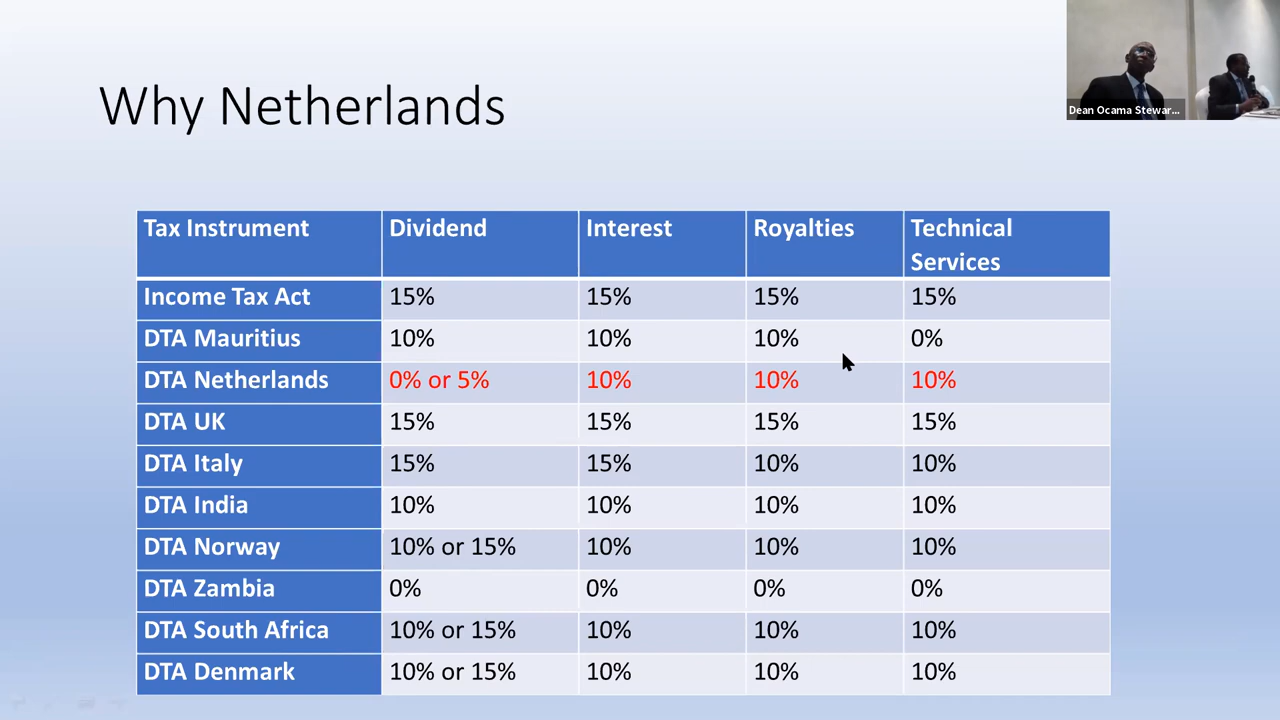 Why Netherlands
Dean Ocama Stewar...
Tax Instrument Dividend Interest Royalties Technical Services
Income Tax Act 15% 15% 15% 15%
DTA Mauritius 10% 10% 10% 0%
DTA Netherlands 0% or 5% 10% 10% 10%
DTA UK 15% 15% 15% 15%
DTA Italy 15% 15% 10% 10%
DTA India 10% 10% 10% 10%
DTA Norway 10% or 15% 10% 10% 10%
DTA Zambia 0% 0% 0% 0%
DTA South Africa 10% or 15% 10% 10% 10%
DTA Denmark 10% or 15% 10% 10% 10%